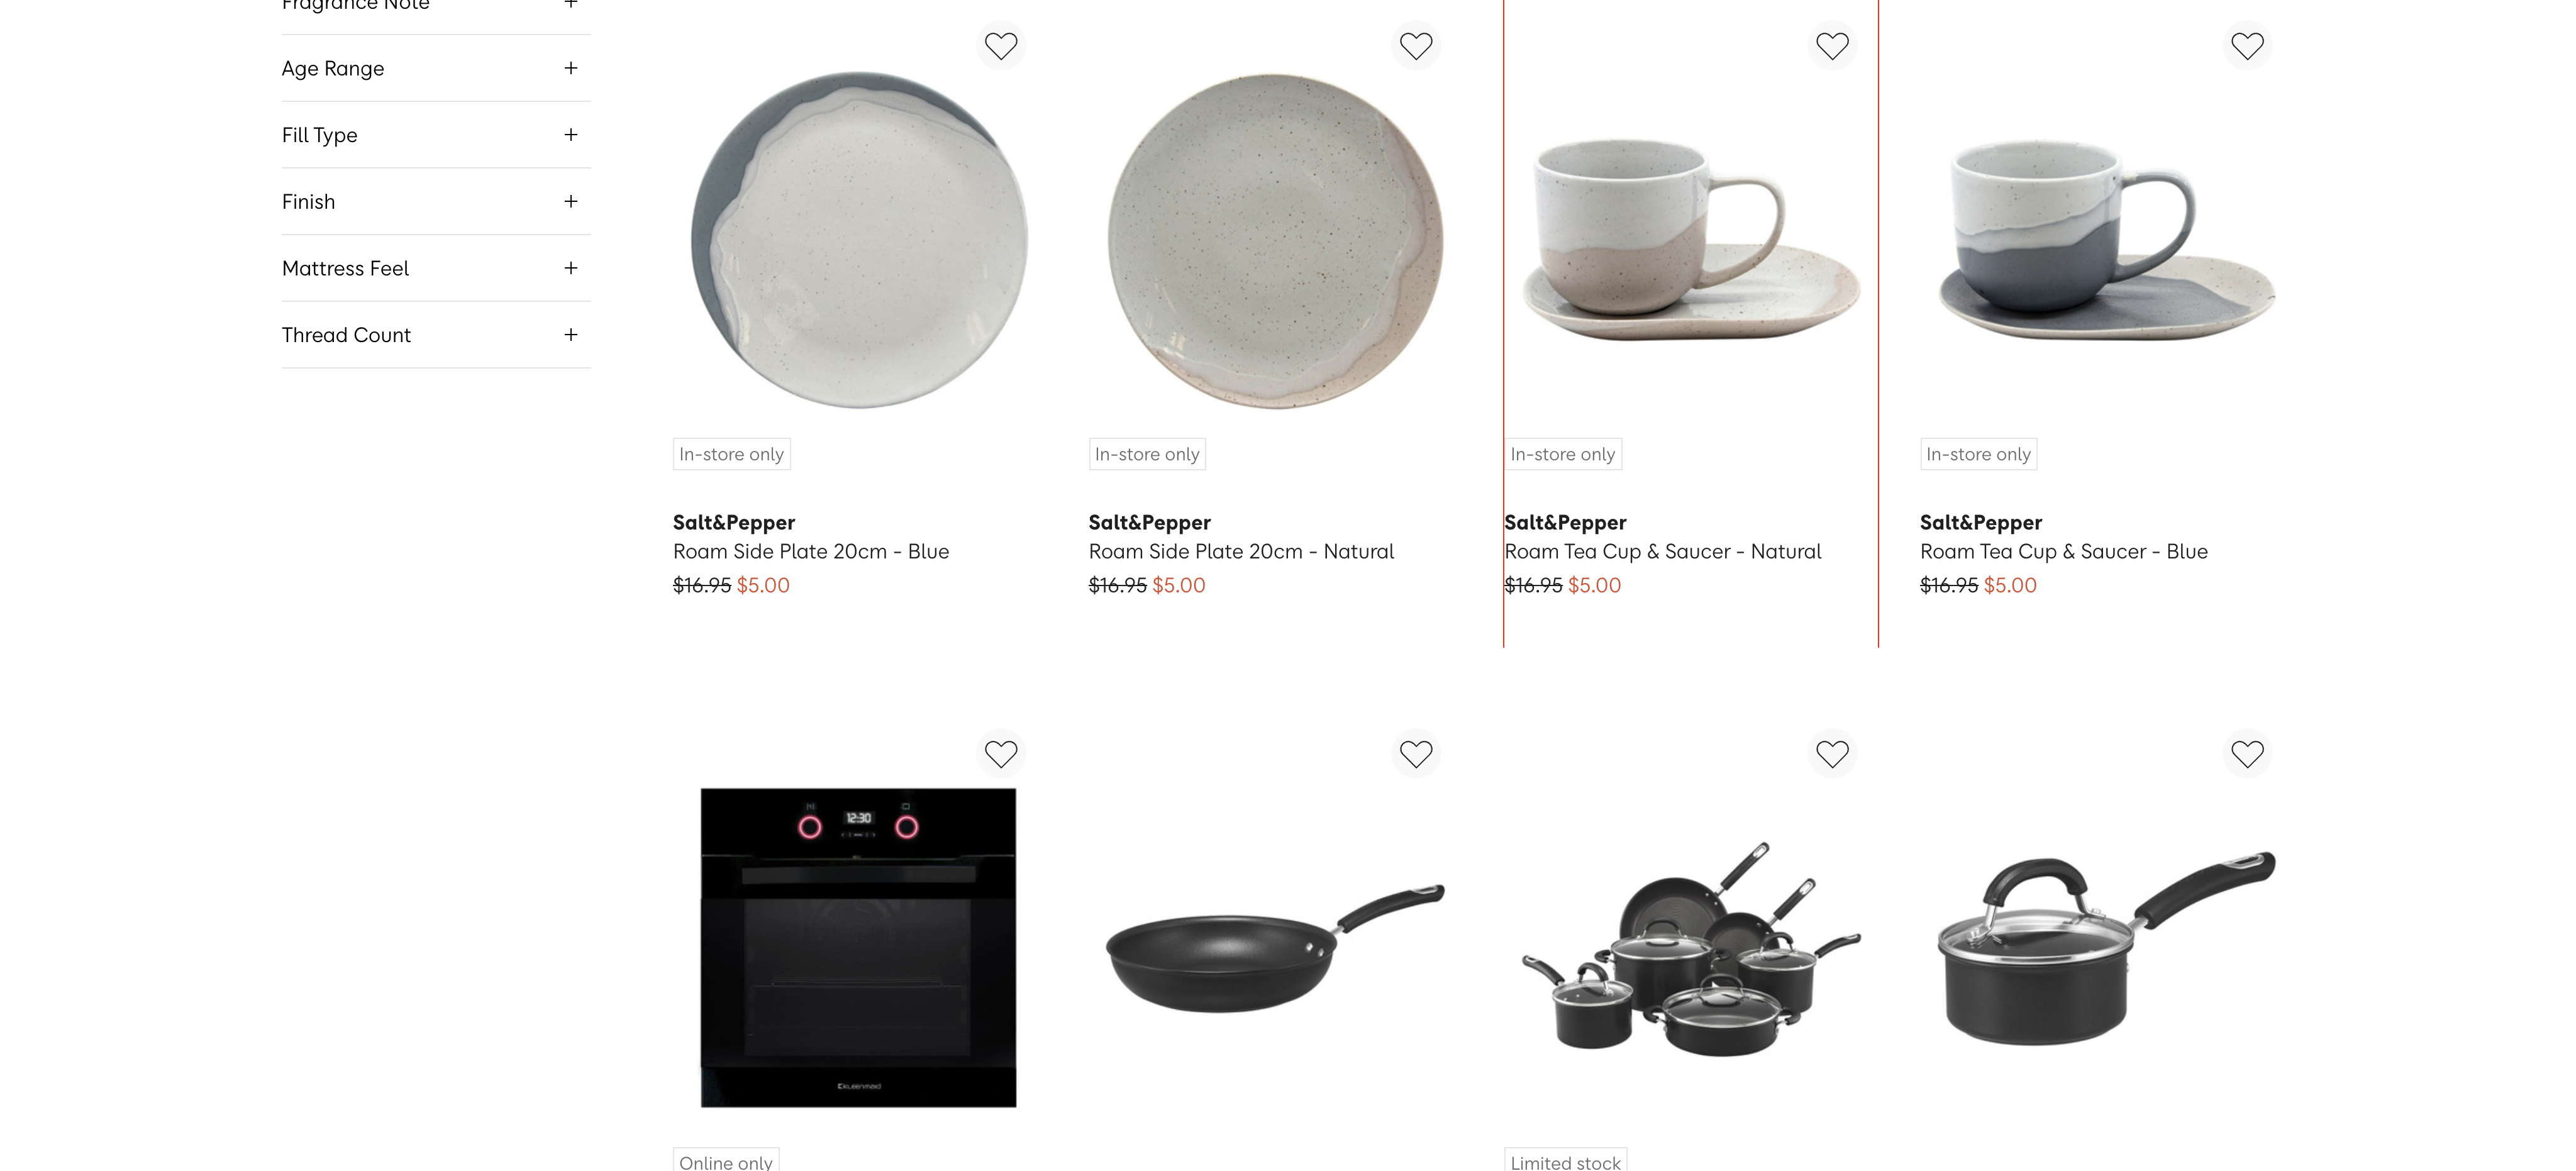 Fragrance Note
Age Range
Fill Type
Finish
Mattress Feel
Thread Count
In-store only
Salt&Pepper
Roam Side Plate 20cm - Blue
$16.95 $5.00
In-store only
Salt&Pepper
Roam Side Plate 20cm - Natural
$16.95 $5.00
In-store only
Salt&Pepper
Roam Tea Cup & Saucer - Natural
$16.95 $5.00
In-store only
Salt&Pepper
Roam Tea Cup & Saucer - Blue
$16.95 $5.00
12:30
Kleenmaid
Online only
Limited stock